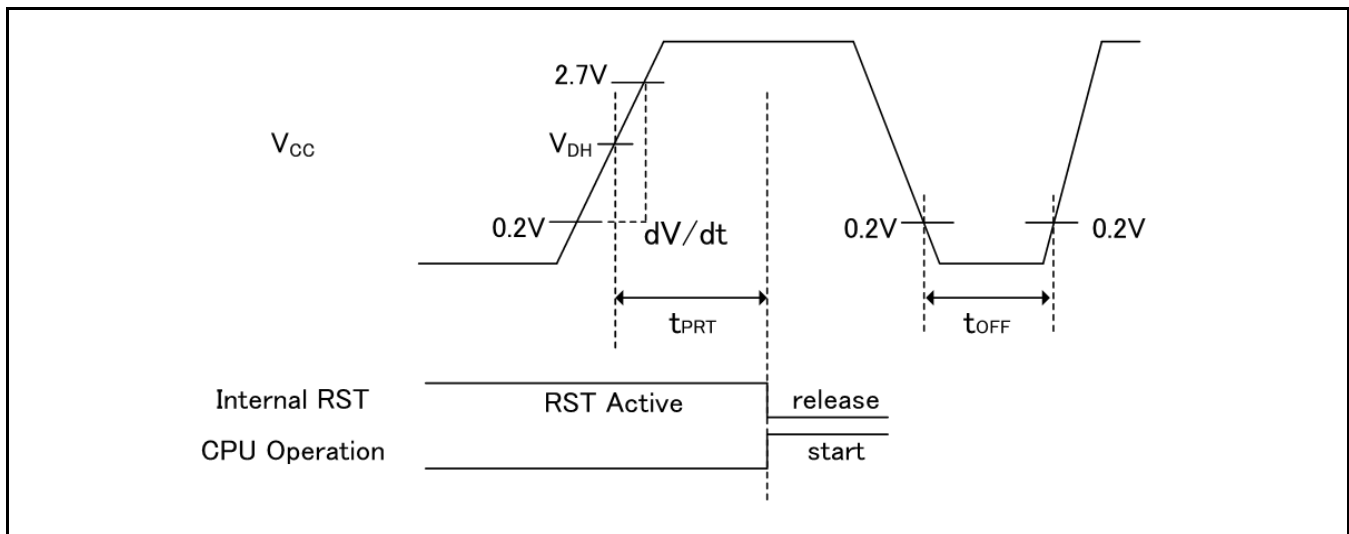 2.7V
VCC
VDH
0.2V
dV/dt
0.2V
0.2V
tPRT
tOFF
Internal RST
RST Active
release
CPU Operation
start